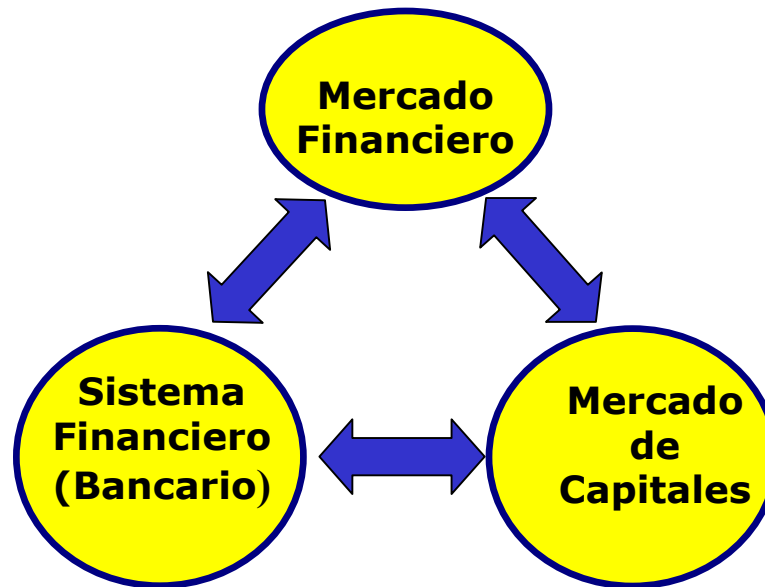 Mercado
Financiero
Sistema
Financiero
(Bancario)
Mercado
de
Capitales